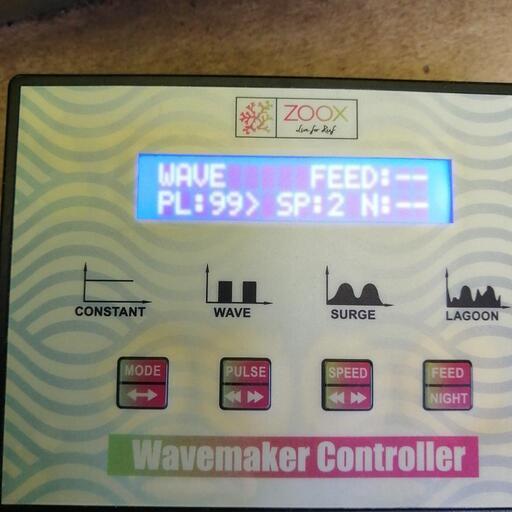 ZOOX
Live for Reef
WAVE FEED:--
PL:99> SP:2 N:--
CONSTANT WAVE SURGE LAGOON
MODE PULSE SPEED FEED
NIGHT
Wavemaker Controller